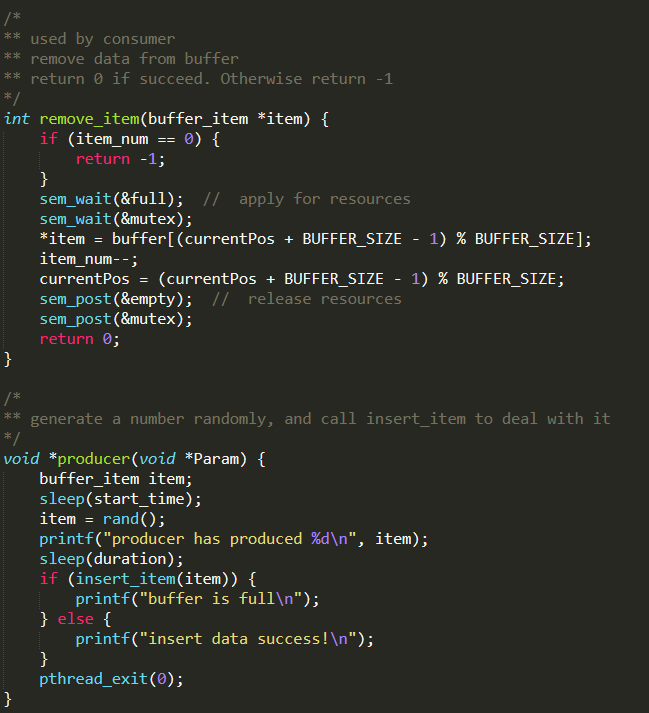 /*
** used by consumer
** remove data from buffer
** return 0 if succeed. Otherwise return -1
*/
int remove_item(buffer_item *item) {
    if (item_num == 0) {
        return -1;
    }
    sem_wait(&full);  //  apply for resources
    sem_wait(&mutex);
    *item = buffer[(currentPos + BUFFER_SIZE - 1) % BUFFER_SIZE];
    item_num--;
    currentPos = (currentPos + BUFFER_SIZE - 1) % BUFFER_SIZE;
    sem_post(&empty);  //  release resources
    sem_post(&mutex);
    return 0;
}

/*
** generate a number randomly, and call insert_item to deal with it
*/
void *producer(void *Param) {
    buffer_item item;
    sleep(start_time);
    item = rand();
    printf("producer has produced %d\n", item);
    sleep(duration);
    if (insert_item(item)) {
        printf("buffer is full\n");
    } else {
        printf("insert data success!\n");
    }
    pthread_exit(0);
}